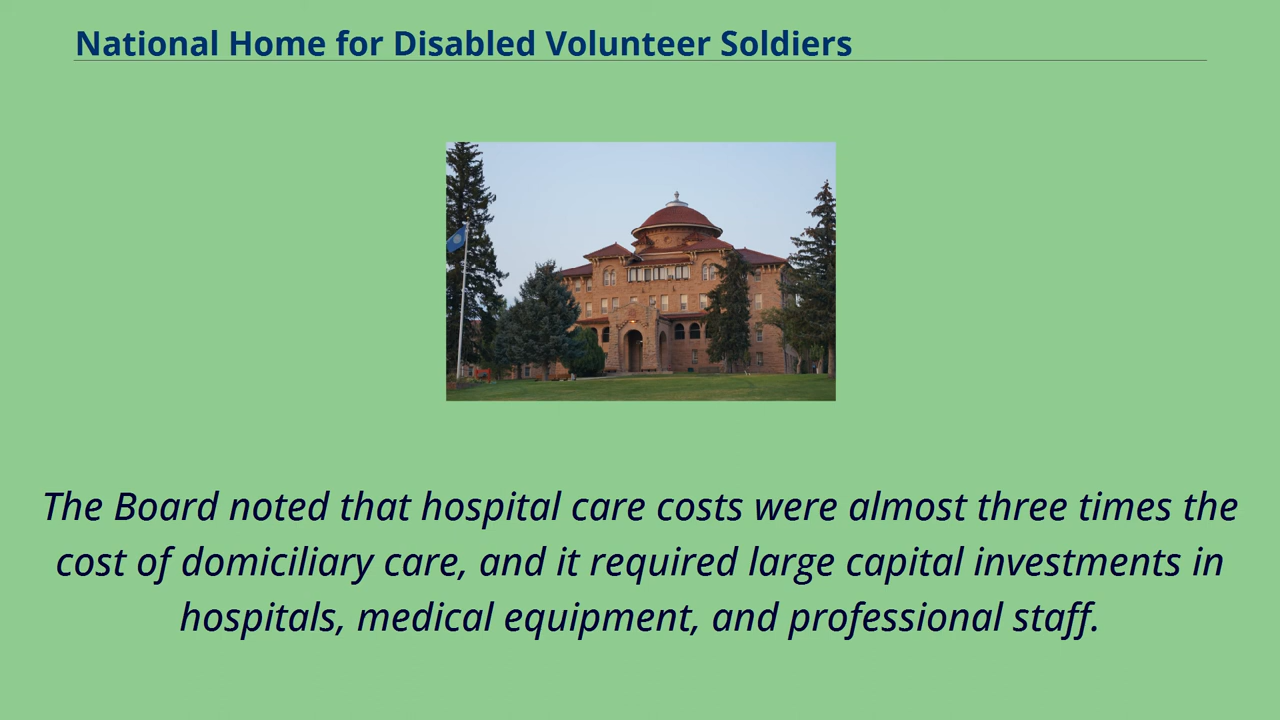 National Home for Disabled Volunteer Soldiers
The Board noted that hospital care costs were almost three times the
cost of domiciliary care, and it required large capital investments in
hospitals, medical equipment, and professional staff.